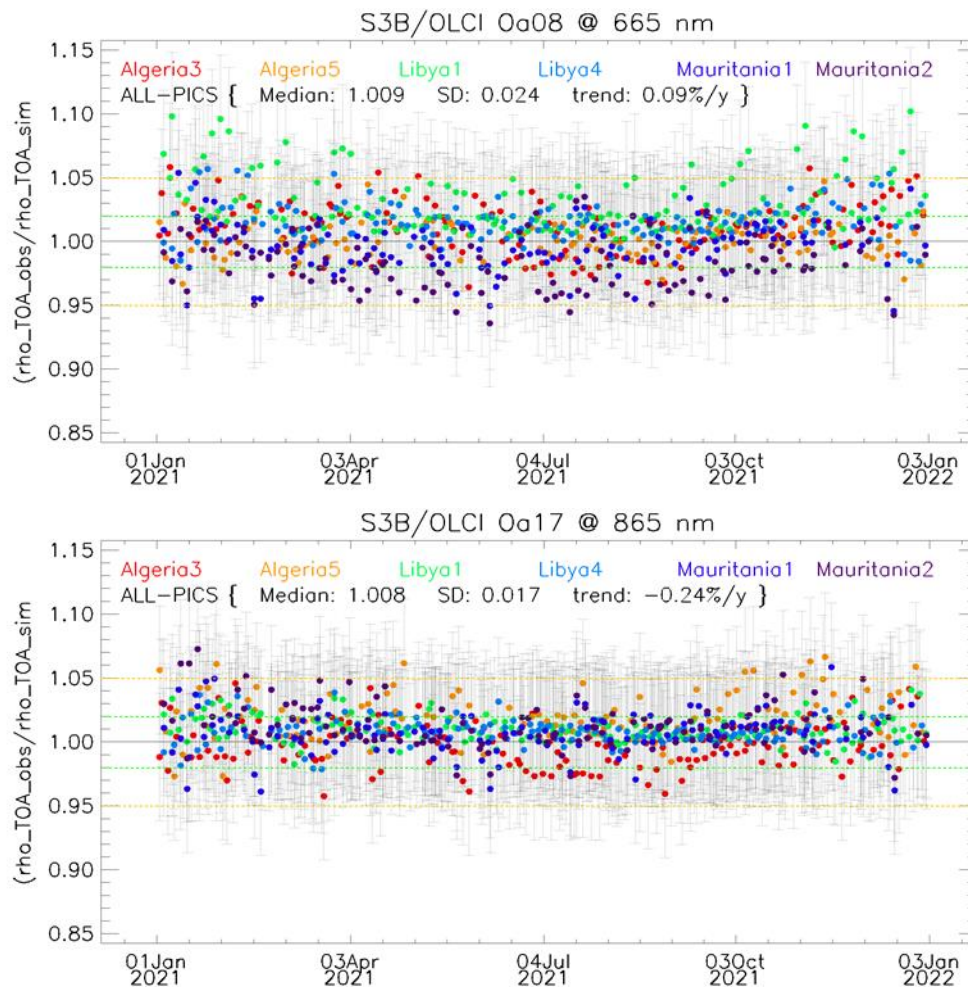 S3B/OLCI Oa08 @ 665 nm
(rho_TOA_obs/rho_TOA_sim
1.15
1.10
1.05
1.00
0.95
0.90
0.85
Algeria3 Algeria5 Libya1 Libya4 Mauritania1 Mauritania2
ALL-PICS { Median: 1.009 SD: 0.024 trend: 0.09%/y }
01Jan 03Apr 04Jul 030ct 03Jan
2021 2021 2021 2021 2022
S3B/OLCI Oa17 @ 865 nm
(rho_TOA_obs/rho_TOA_sim
1.15
1.10
1.05
1.00
0.95
0.90
0.85
Algeria3 Algeria5 Libya1 Libya4 Mauritania1 Mauritania2
ALL-PICS { Median: 1.008 SD: 0.017 trend: -0.24%/y }
01Jan 03Apr 04Jul 030ct 03Jan
2021 2021 2021 2021 2022